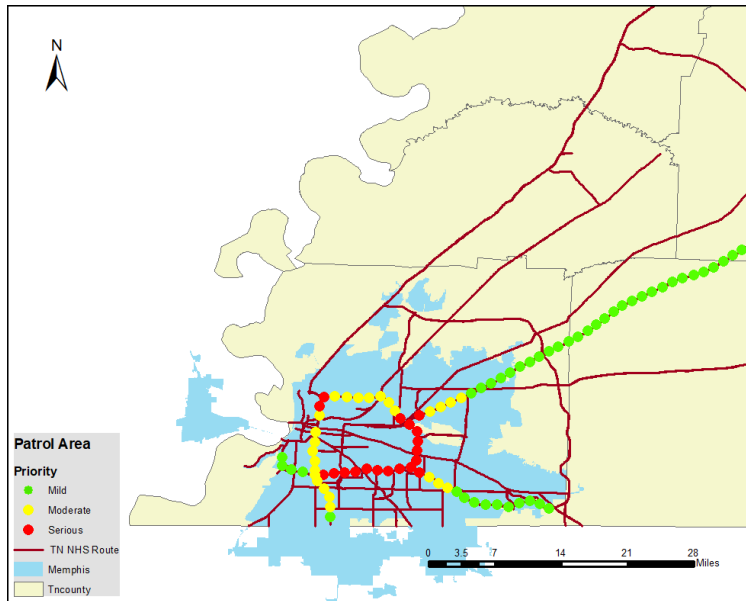 N
Patrol Area
Priority
Mild
Moderate
Serious
TN NHS Route
Memphis
Tncounty
0 3.5 7 14 21 28
Miles